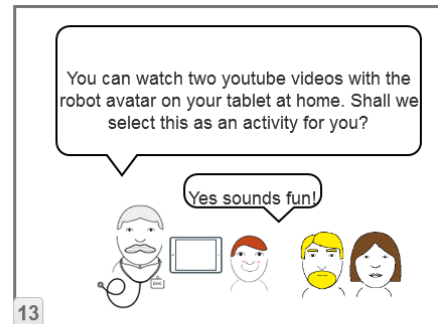 You can watch two youtube videos with the
robot avatar on your tablet at home. Shall we
select this as an activity for you?
Yes sounds fun!
DOC
13